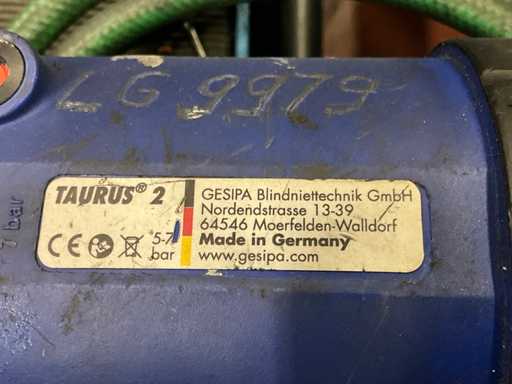 LG 9979
TAURUS® 2
5-7
bar
GESIPA Blindniettechnik GmbH
Nordendstrasse 13-39
64546 Moerfelden-Walldorf
Made in Germany
www.gesipa.com
CE
7 bar